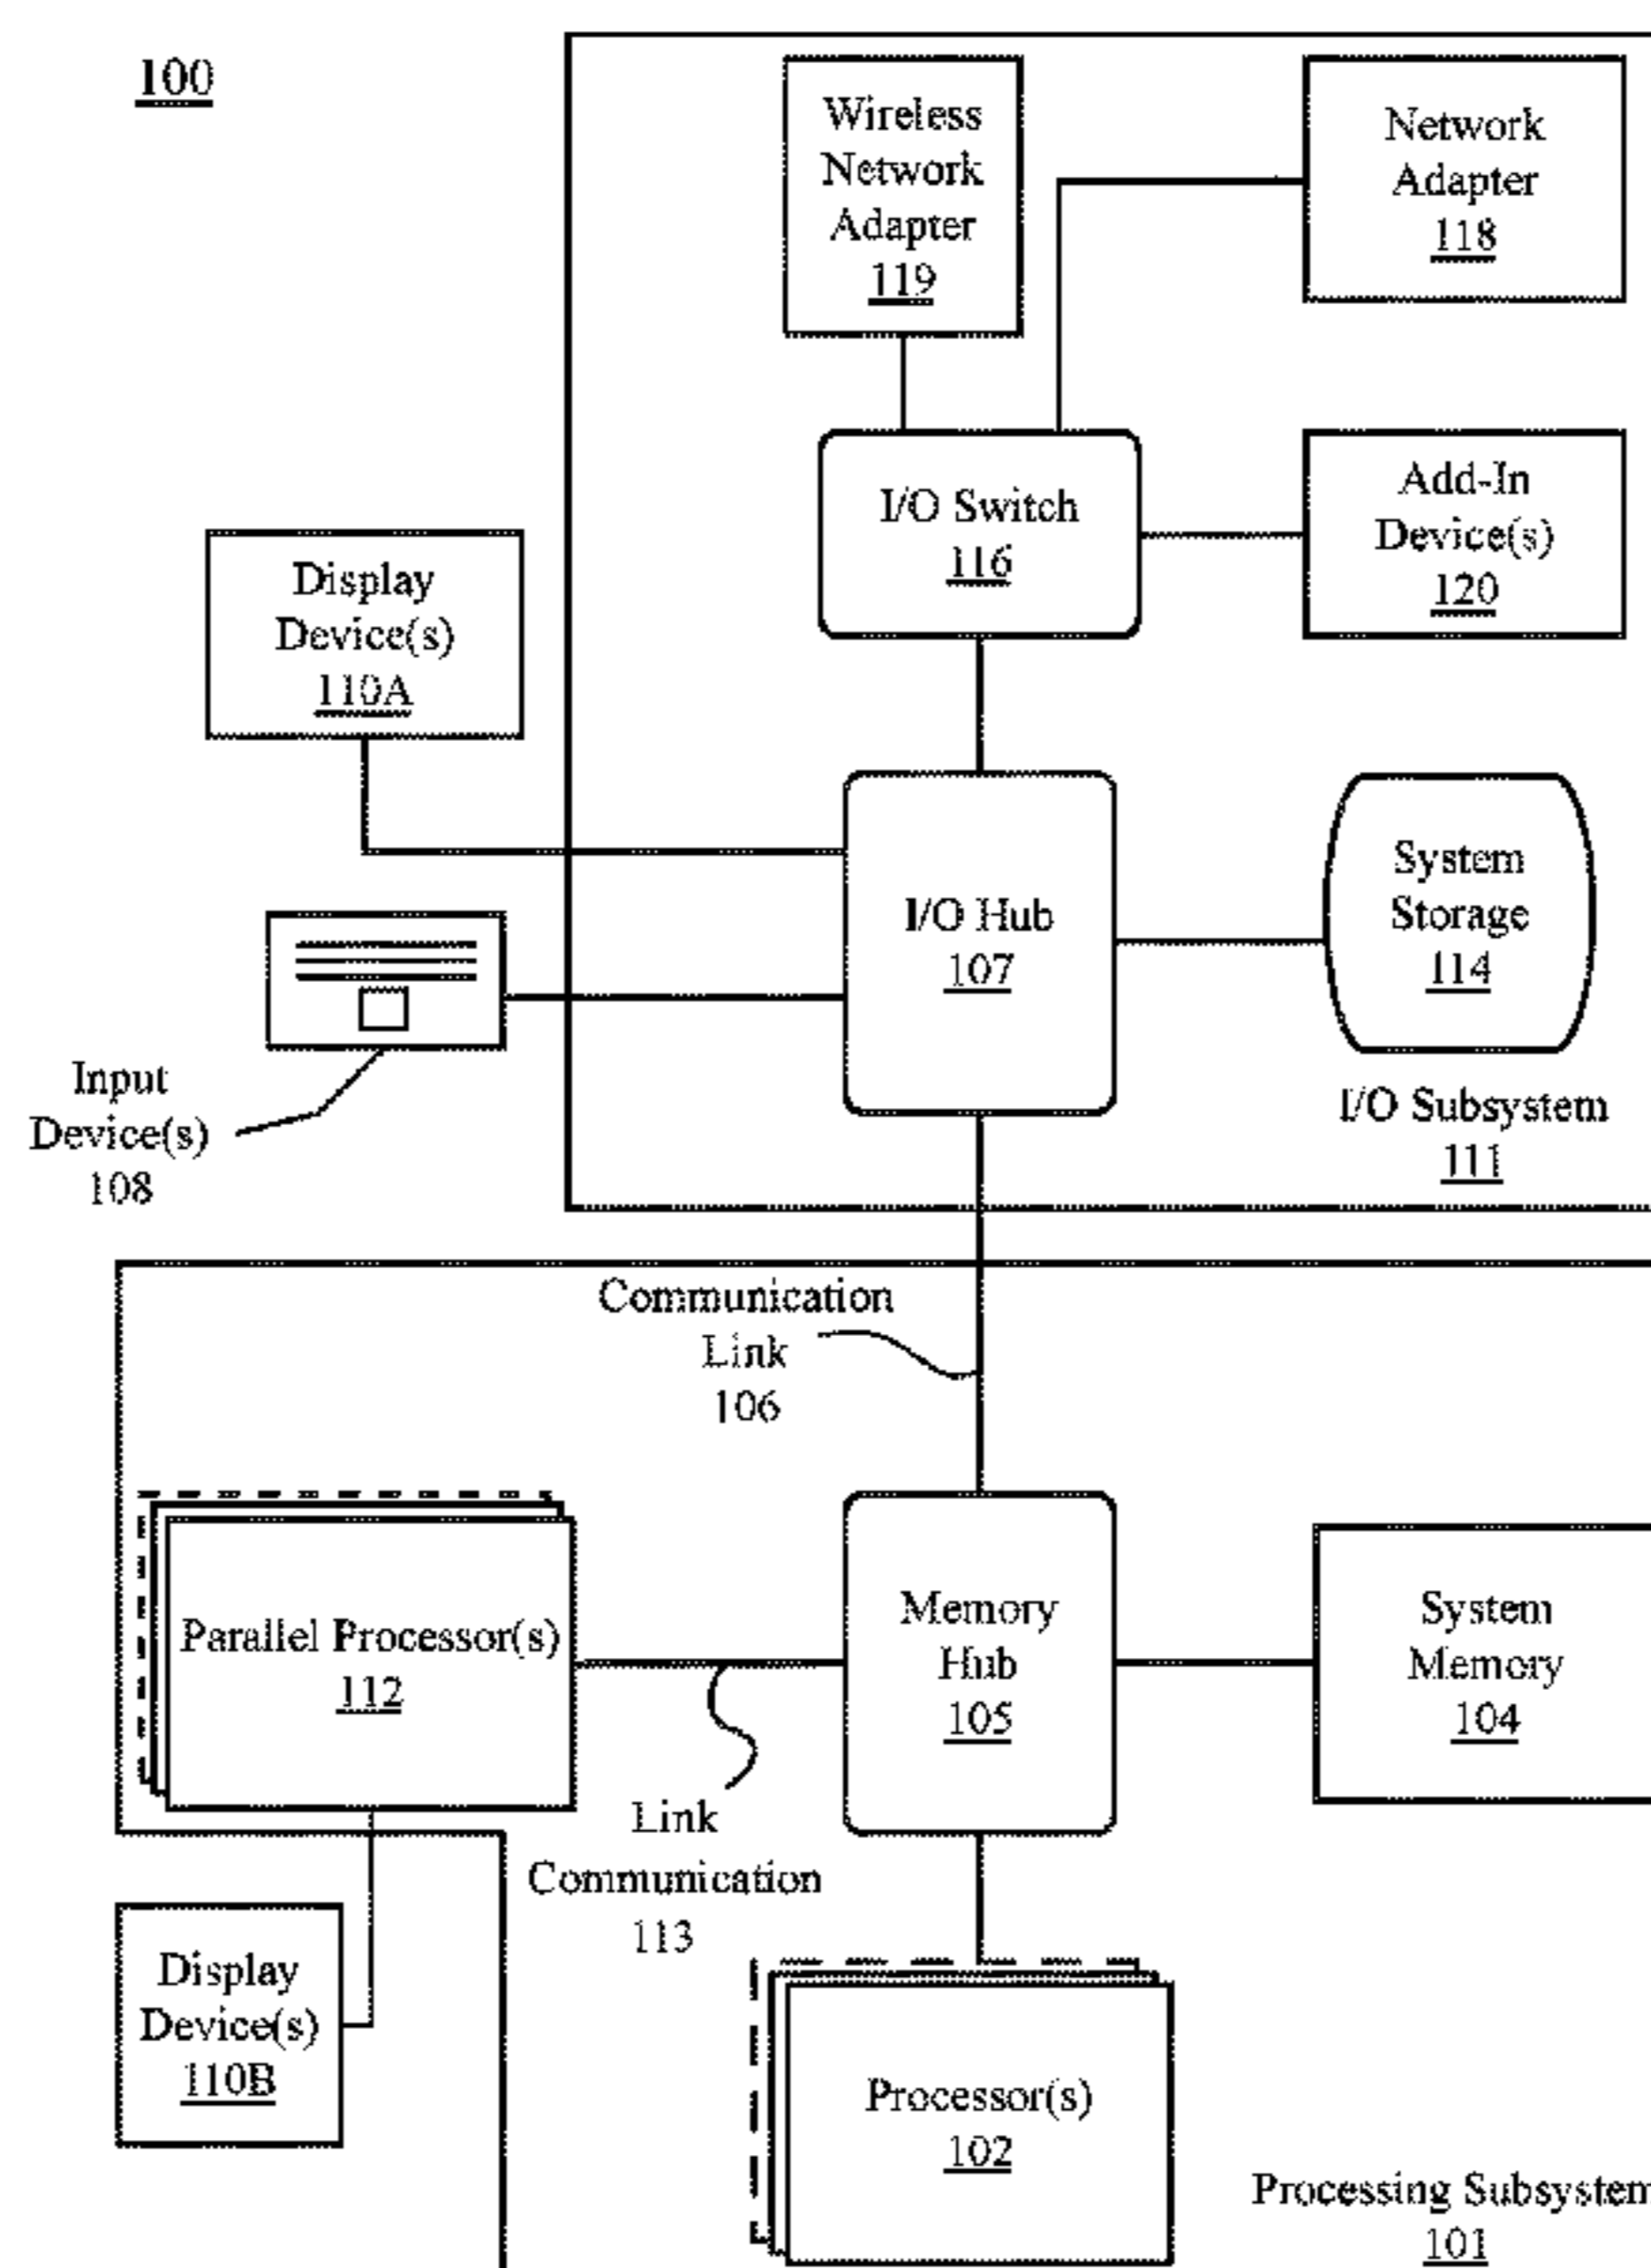 100
Wireless
Network
Adapter
119
Network
Adapter
118
I/O Switch
116
Add-In
Device(s)
120
Display
Device(s)
110A
I/O Hub
107
System
Storage
114
Input
Device(s)
108
I/O Subsystem
111
Communication
Link
106
Parallel Processor(s)
112
Memory
Hub
105
System
Memory
104
Link
Communication
113
Display
Device(s)
110B
Processor(s)
102
Processing Subsystem
101